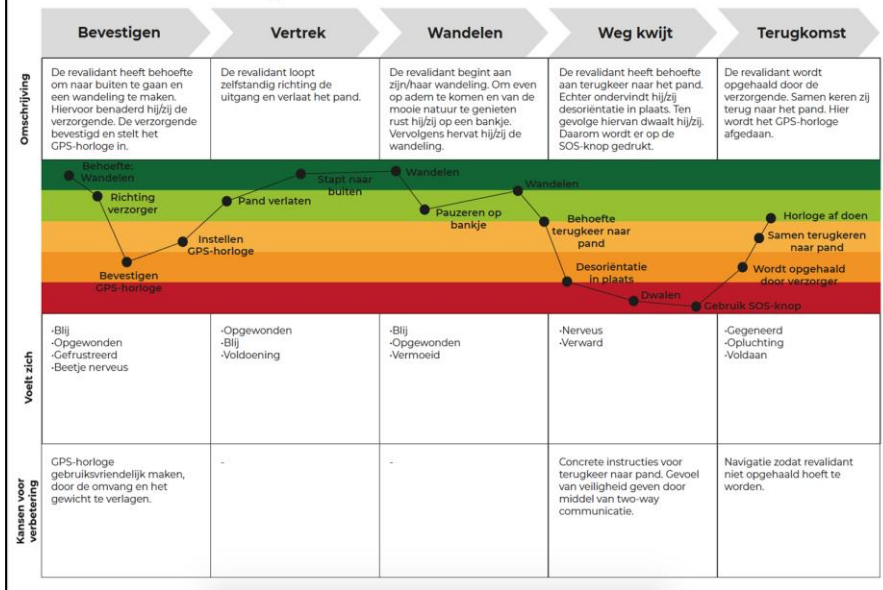 Bevestigen
Vertrek
Wandelen
Weg kwijt
Terugkomst
Omschrijving
De revalidant heeft behoefte
om naar buiten te gaan en
een wandeling te maken.
Hiervoor benaderd hij/zij de
verzorgende. De verzorgende
bevestigd en stelt het
GPS-horloge in.
De revalidant loopt
zelfstandig richting de
uitgang en verlaat het pand.
De revalidant begint aan
zijn/haar wandeling. Om even
op adem te komen en van de
mooie natuur te genieten
rust hij/zij op een bankje.
Vervolgens hervat hij/zij de
wandeling.
De revalidant heeft behoefte
aan terugkeer naar het pand.
Echter ondervindt hij/zij
desoriëntatie in plaats. Ten
gevolge hiervan dwaalt hij/zij.
Daarom wordt er op de
SOS-knop gedrukt.
De revalidant wordt
opgehaald door de
verzorgende. Samen keren zij
terug naar het pand. Hier
wordt het GPS-horloge
afgedaan.
Behoefte:
Wandelen
Richting
verzorger
Bevestigen
GPS-horloge
Instellen
GPS-horloge
Pand verlaten
Stapt naar
buiten
Wandelen
Pauzeren op
bankje
Wandelen
Behoefte
terugkeer naar
pand
Desoriëntatie
in plaats
Dwalen
Gebruik SOS-knop
Wordt opgehaald
door verzorger
Samen terugkeren
naar pand
Horloge af doen
Voelt zich
-Blij
-Opgewonden
-Gefrustreerd
-Beetje nerveus
-Opgewonden
-Blij
-Voldoening
-Blij
-Opgewonden
-Vermoeid
-Nerveus
-Verward
-Gegeneerd
-Opluchting
-Voldaan
Kansen voor
verbetering
GPS-horloge
gebruiksvriendelijk maken,
door de omvang en het
gewicht te verlagen.
-
-
Concrete instructies voor
terugkeer naar pand. Gevoel
van veiligheid geven door
middel van two-way
communicatie.
Navigatie zodat revalidant
niet opgehaald hoeft te
worden.